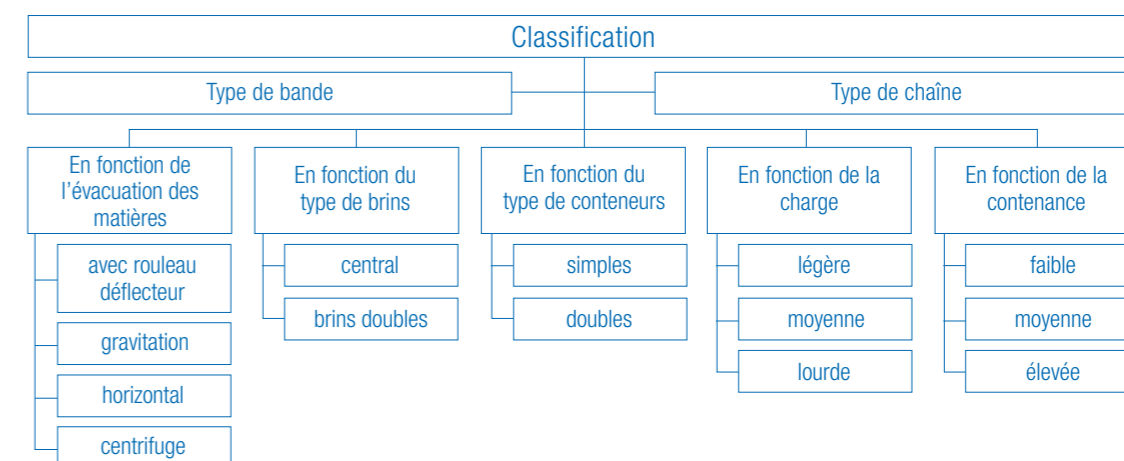 Classification
Type de bande
Type de chaîne
En fonction de
l’évacuation des
matières
avec rouleau
déflecteur
gravitation
horizontal
centrifuge
En fonction du
type de brins
central
brins doubles
En fonction du
type de conteneurs
simples
doubles
En fonction de la
charge
légère
moyenne
lourde
En fonction de la
contenance
faible
moyenne
élevée